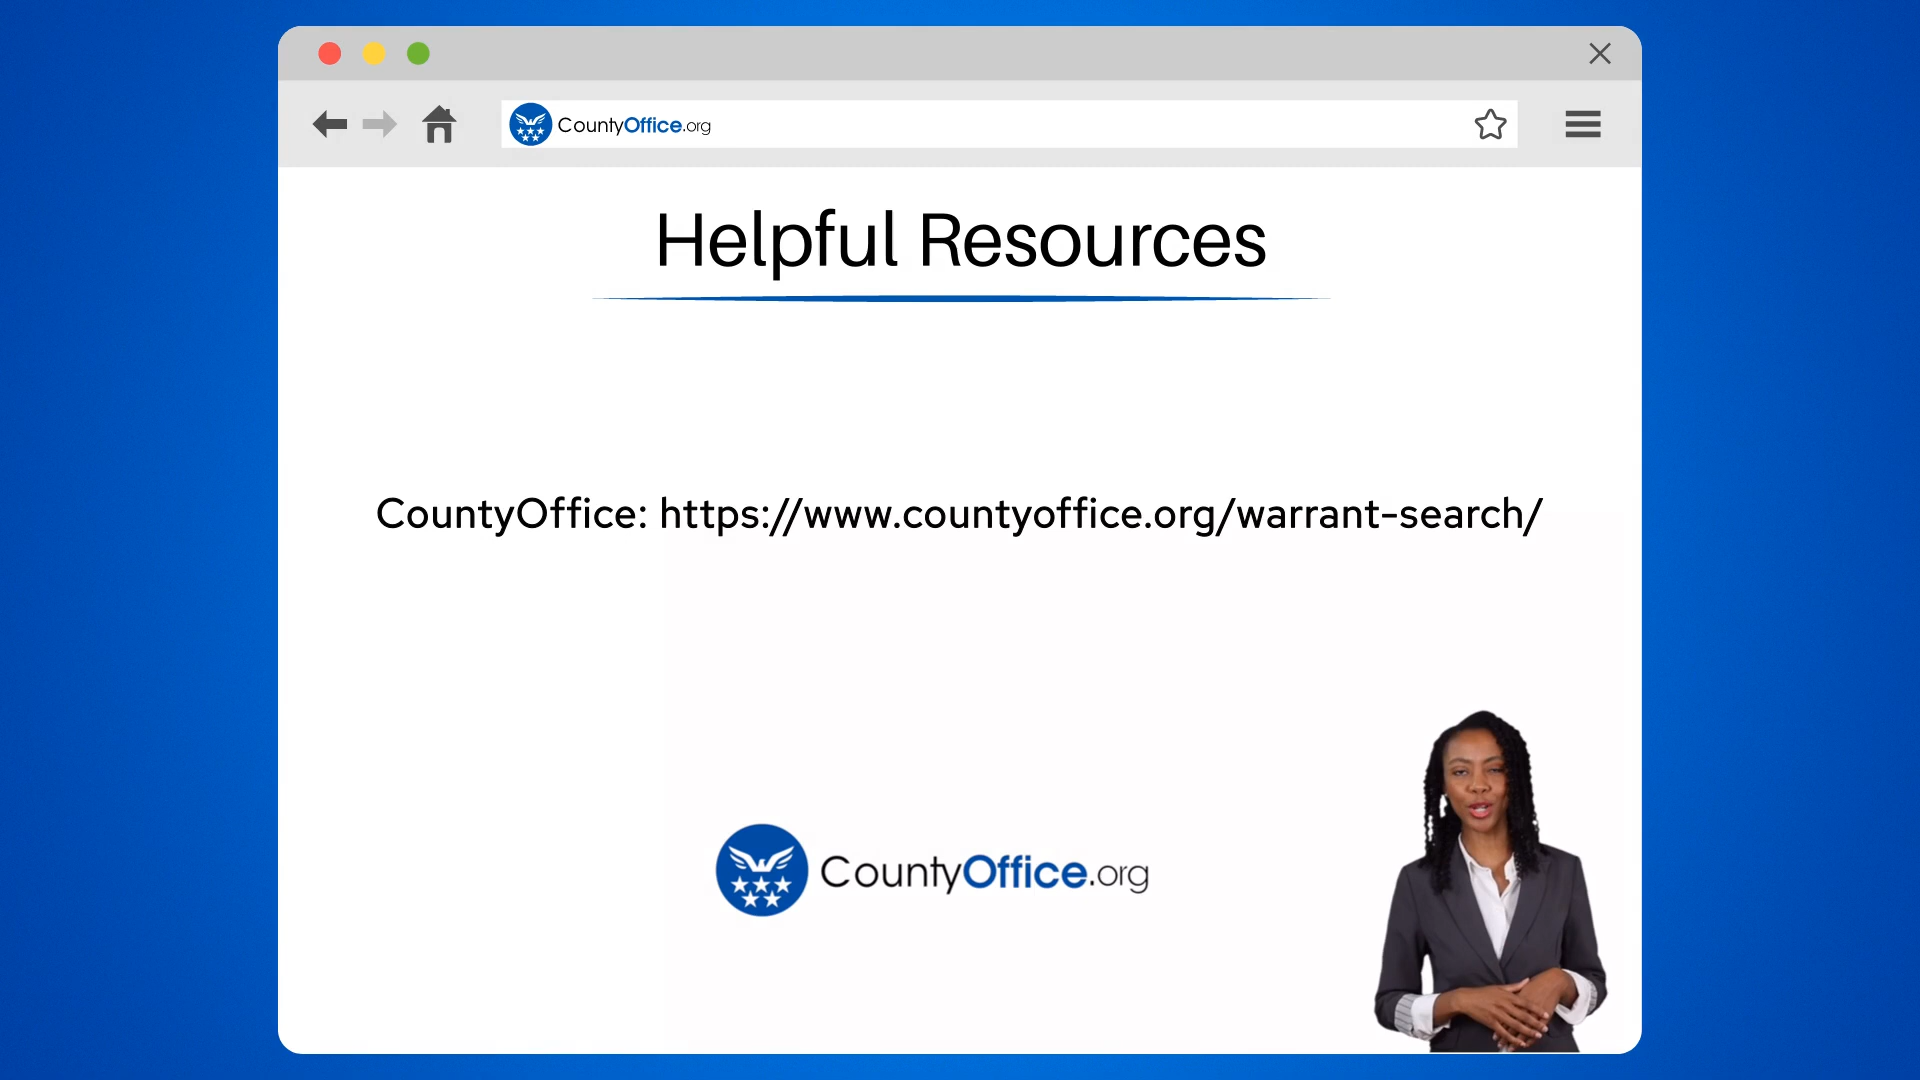 CountyOffice.org
Helpful Resources
CountyOffice: https://www.countyoffice.org/warrant-search/
CountyOffice.org